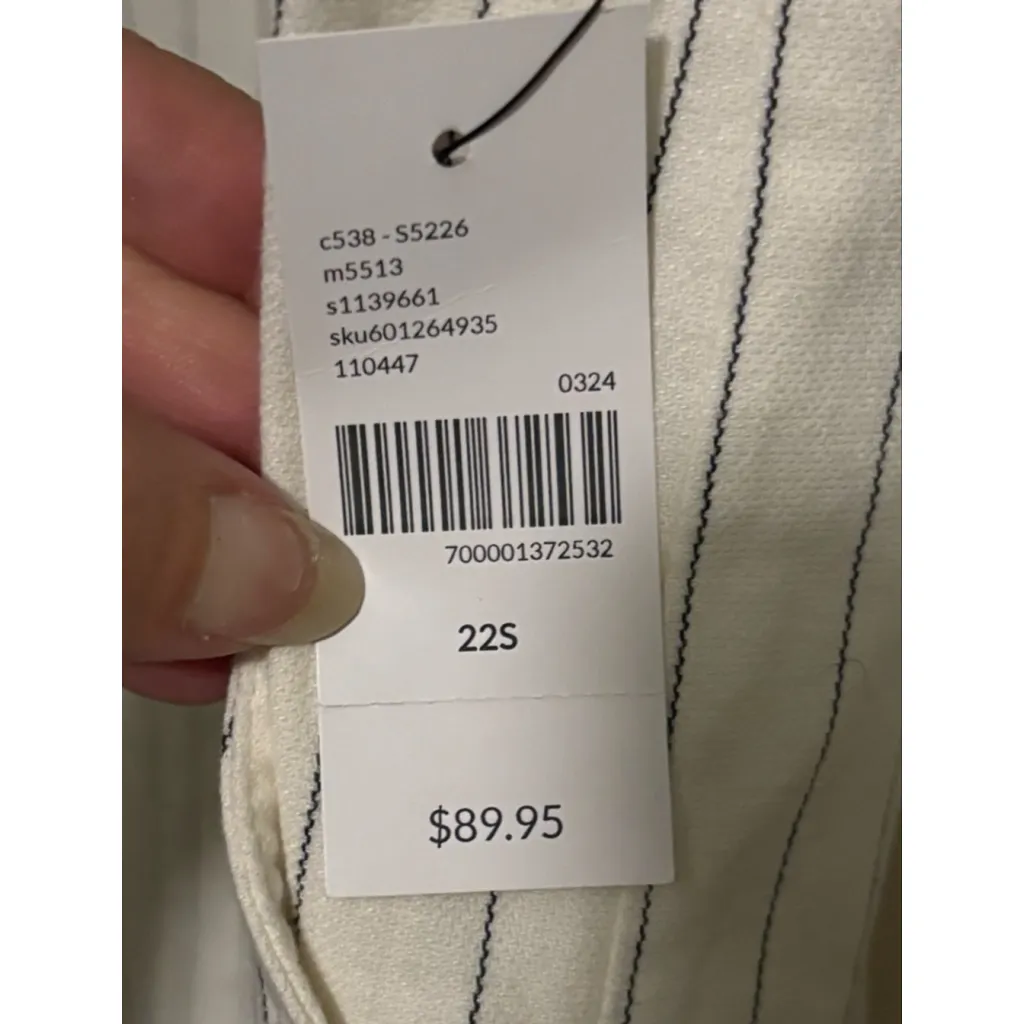 c538 - S5226
m5513
s1139661
sku601264935
110447
0324
700001372532
22S
$89.95